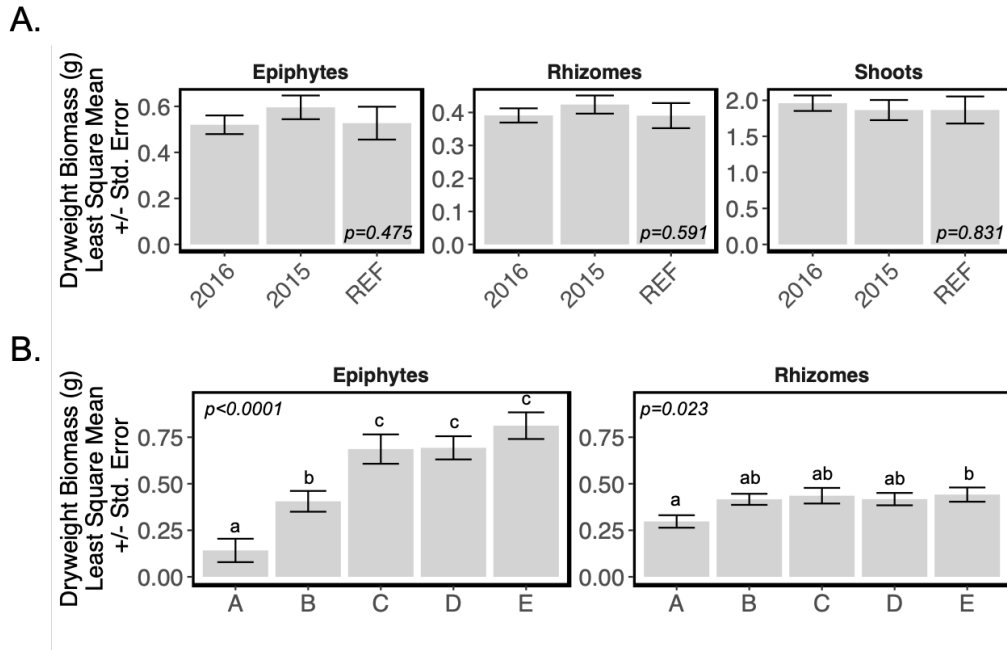 A.
Dryweight Biomass (g)
Least Square Mean
+/- Std. Error
Epiphytes
0.6
0.4
0.2
0.0
p=0.475
2016
2015
REF
Rhizomes
0.4
0.3
0.2
0.1
0.0
p=0.591
2016
2015
REF
Shoots
2.0
1.5
1.0
0.5
0.0
p=0.831
2016
2015
REF
B.
Dryweight Biomass (g)
Least Square Mean
+/- Std. Error
Epiphytes
p<0.0001
0.75
0.50
0.25
0.00
a
b
c
c
c
A
B
C
D
E
Rhizomes
p=0.023
0.75
0.50
0.25
0.00
a
ab
ab
ab
b
A
B
C
D
E